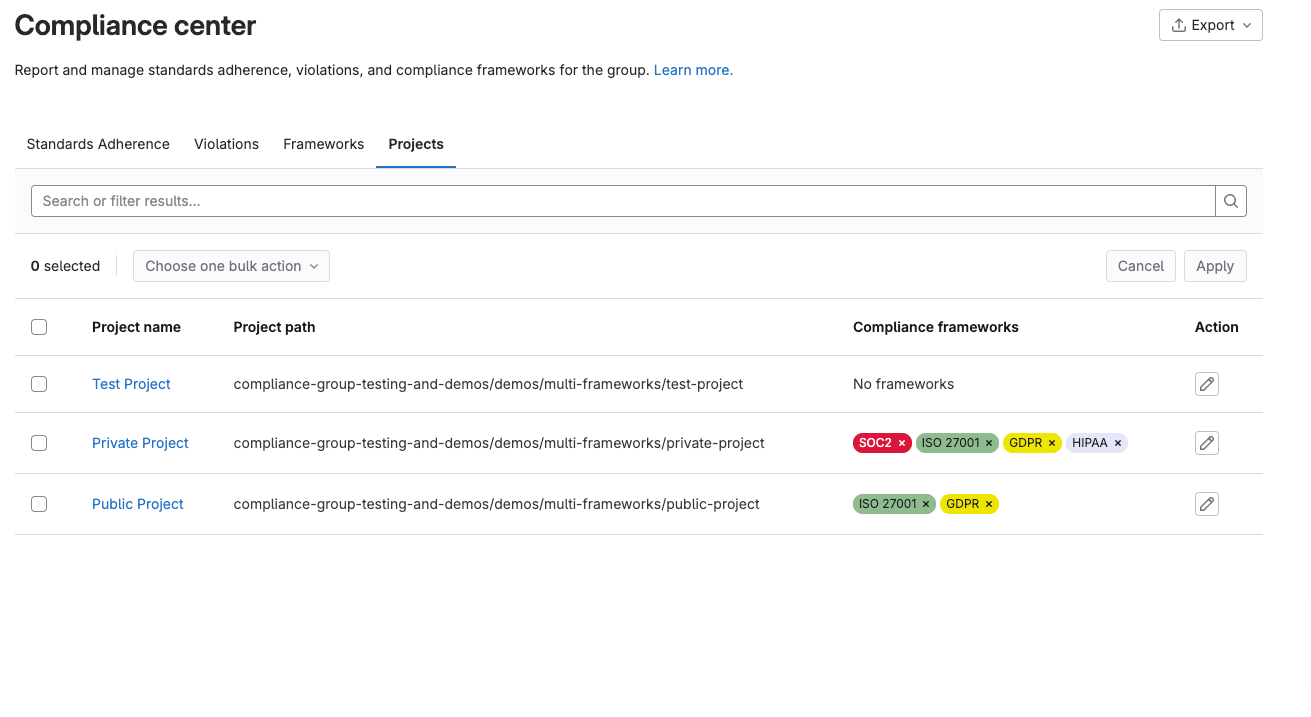 Compliance center
Export
Report and manage standards adherence, violations, and compliance frameworks for the group. Learn more.
Standards Adherence Violations Frameworks Projects
Search or filter results...
0 selected Choose one bulk action Cancel Apply
Project name Project path Compliance frameworks Action
Test Project compliance-group-testing-and-demos/demos/multi-frameworks/test-project No frameworks
Private Project compliance-group-testing-and-demos/demos/multi-frameworks/private-project SOC2 × ISO 27001 × GDPR × HIPAA ×
Public Project compliance-group-testing-and-demos/demos/multi-frameworks/public-project ISO 27001 × GDPR ×